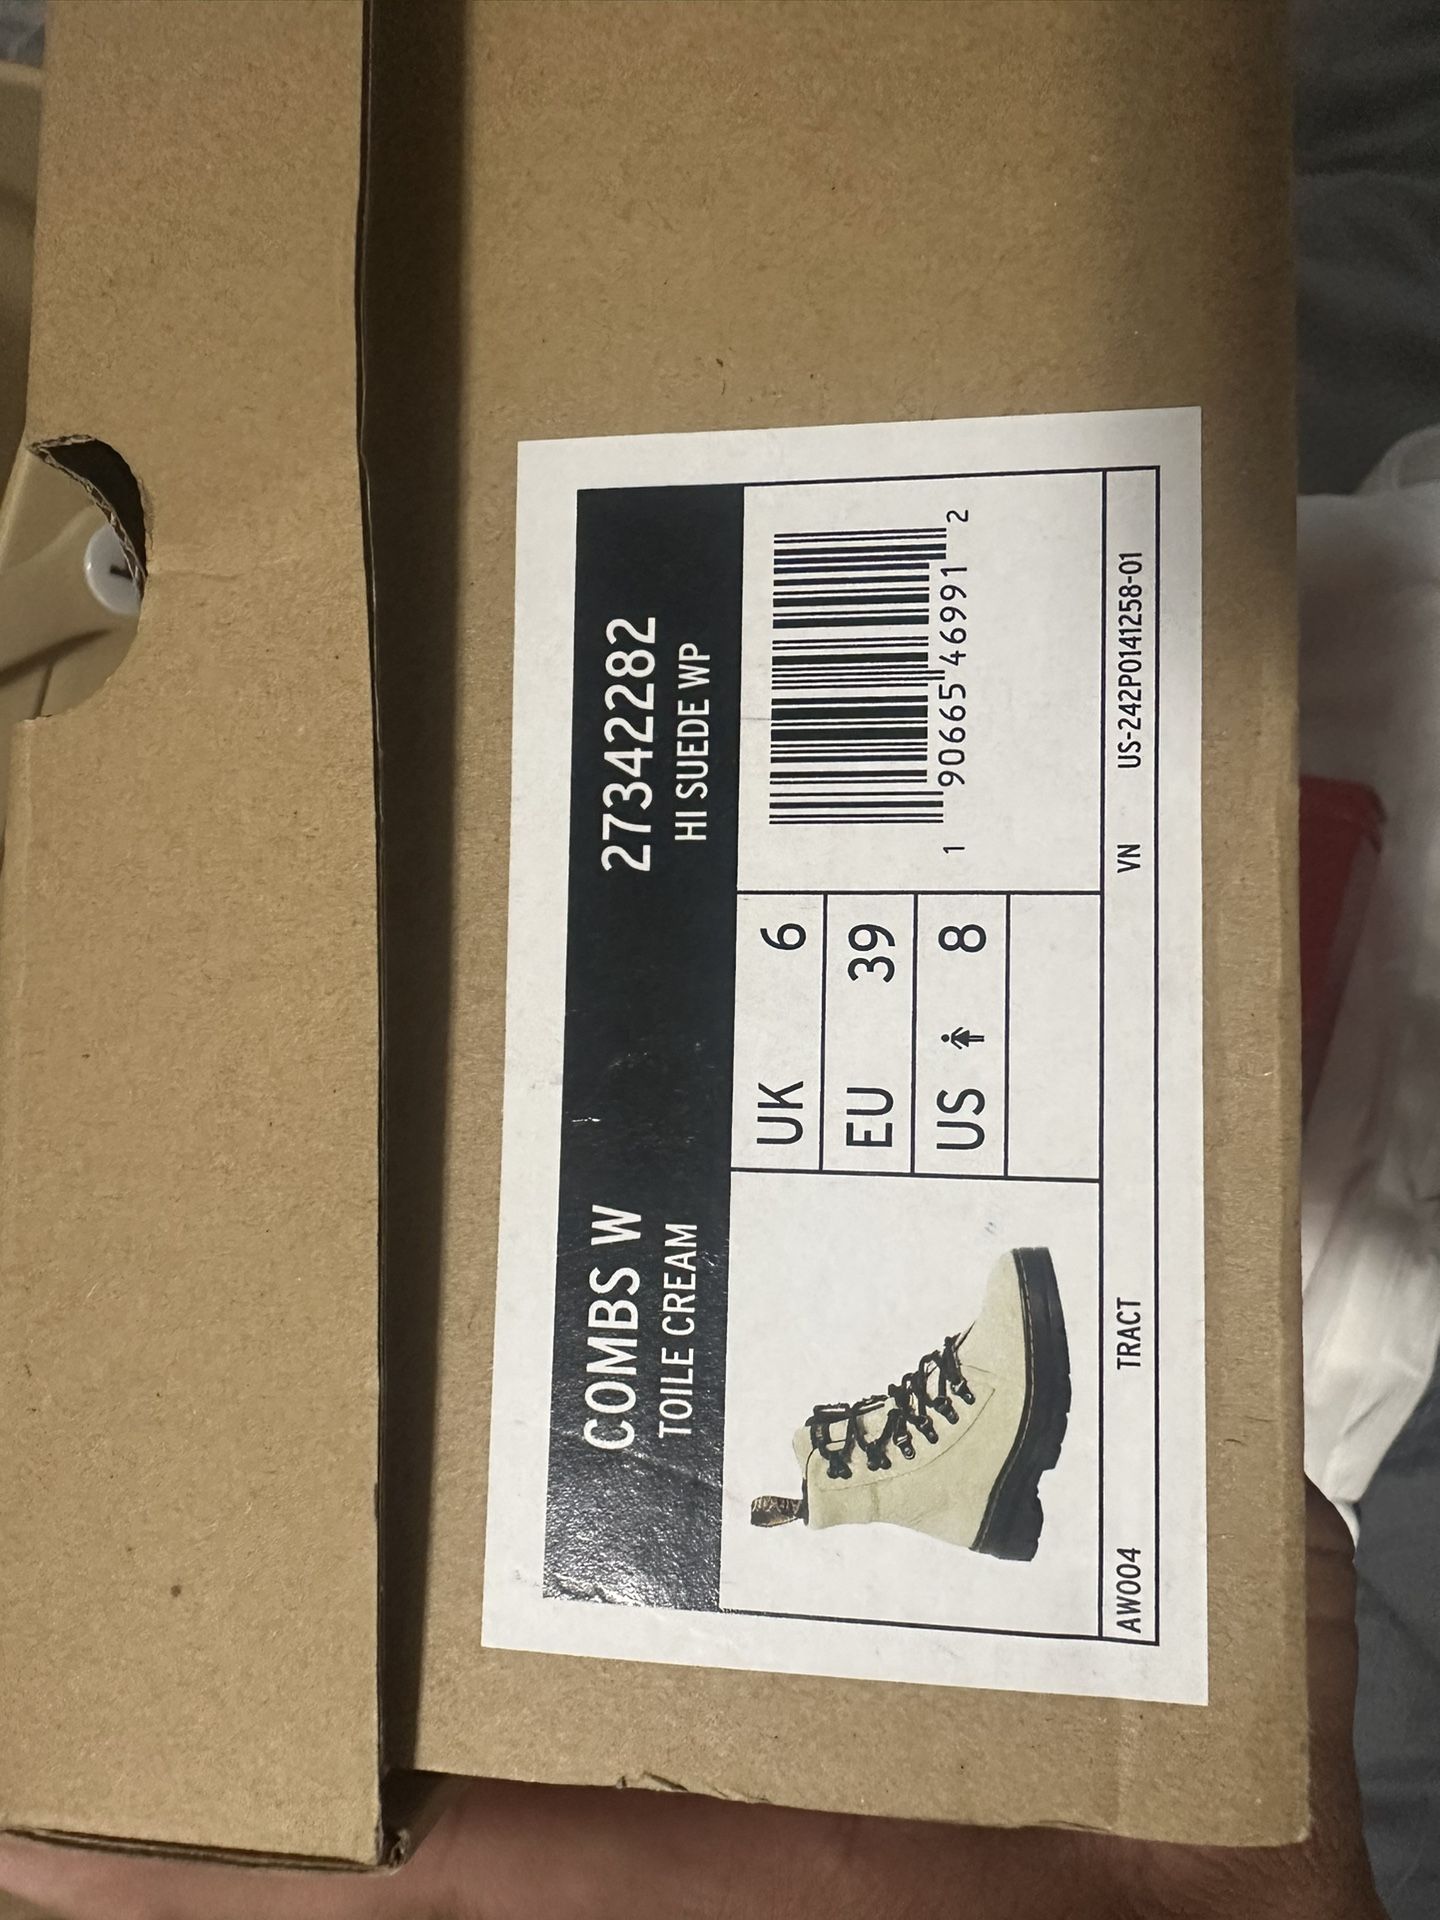 COMBS W 27342282
TOILE CREAM HI SUEDE WP
UK 6
EU 39
US 8
1 90665 46991 2
AW004 TRACT VN US-242P0141258-01